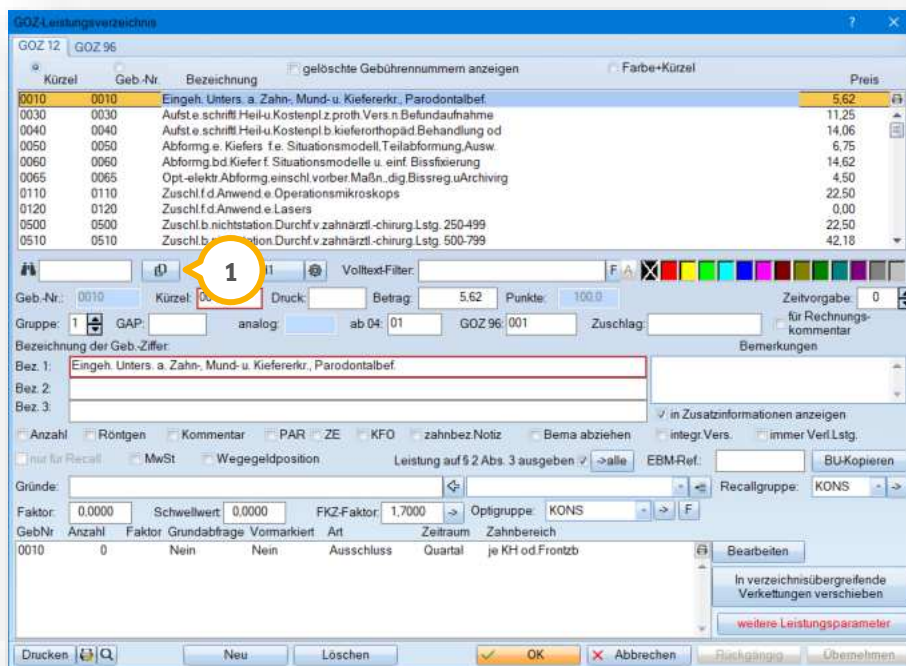 GOZ-Leistungsverzeichnis
GOZ 12 GOZ 96
Kürzel Geb.-Nr. Bezeichnung gelöschte Gebührennummern anzeigen Farbe+Kürzel Preis
0010 0010 Eingeh. Unters. a. Zahn-, Mund- u. Kiefererkr., Parodontalbef. 5,62
0030 0030 Aufst.e.schriftl.Heil-u.Kostenpl.z.proth.Vers.n.Befundaufnahme 11,25
0040 0040 Aufst.e.schriftl.Heil-u.Kostenpl.b.kieferorthopäd.Behandlung od 14,06
0050 0050 Abformg.e. Kiefers f.e. Situationsmodell,Teilabformung,Ausw. 6,75
0060 0060 Abformg.bd.Kiefer f. Situationsmodelle u. einf. Bissfixierung 14,62
0065 0065 Opt.-elektr.Abformg.einschl.vorber.Maßn.,dig.Bissreg.uArchivirg 4,50
0110 0110 Zuschl.f.d.Anwend.e.Operationsmikroskops 22,50
0120 0120 Zuschl.f.d.Anwend.e.Lasers 0,00
0500 0500 Zuschl.b.nichtstation.Durchf.v.zahnärztl.-chirurg.Lstg. 250-499 22,50
0510 0510 Zuschl.b. Durchf.v.zahnärztl.-chirurg.Lstg. 500-799 42,18
1 Volltext-Filter: F A
Geb.-Nr.: 0010 Kürzel: Druck: Betrag: 5,62 Punkte: 100.0 Zeitvorgabe: 0
Gruppe: 1 GAP: analog: ab 04: 01 GOZ 96: 001 Zuschlag: für Rechnungs-
kommentar
Bezeichnung der Geb.-Ziffer: Bemerkungen
Bez. 1: Eingeh. Unters. a. Zahn-, Mund- u. Kiefererkr., Parodontalbef.
Bez. 2:
Bez. 3: in Zusatzinformationen anzeigen
Anzahl Röntgen Kommentar PAR ZE KFO zahnbez.Notiz Bema abziehen integr.Vers. immer Verl.Lstg.
nur für Recall MwSt Wegegeldposition Leistung auf § 2 Abs. 3 ausgeben ->alle EBM-Ref.: BU-Kopieren
Gründe: Recallgruppe: KONS ->
Faktor: 0,0000 Schwellwert: 0,0000 FKZ-Faktor: 1,7000 -> Optigruppe: KONS -> F
GebNr Anzahl Faktor Grundabfrage Vormarkiert Art Zeitraum Zahnbereich
0010 0 Nein Nein Ausschluss Quartal je KH od.Frontzb Bearbeiten
In verzeichnisübergreifende
Verkettungen verschieben
weitere Leistungsparameter
Drucken Neu Löschen OK Abbrechen Rückgängig Übernehmen